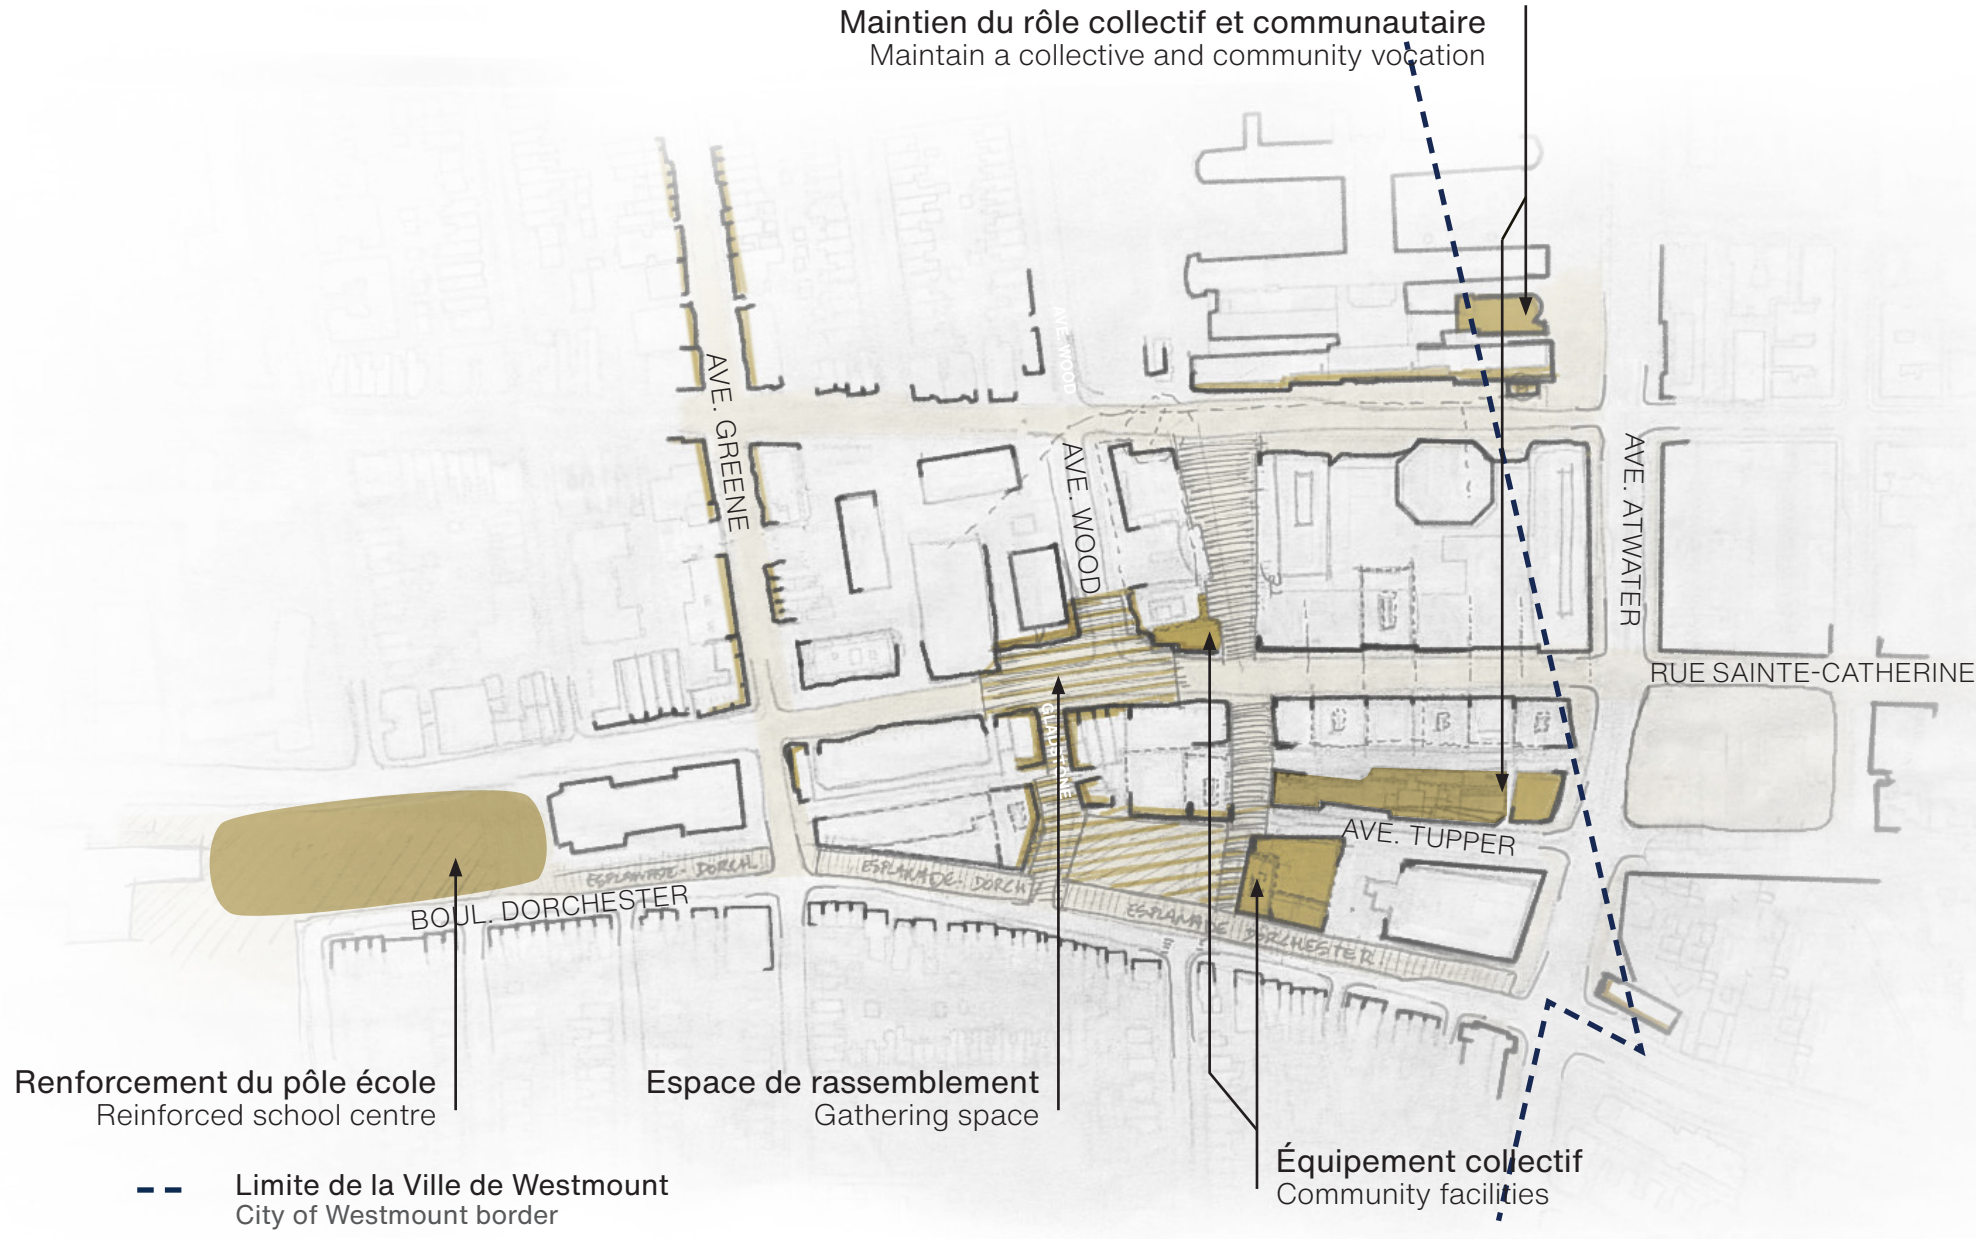 Maintien du rôle collectif et communautaire
Maintain a collective and community vocation
AVE. WOOD
AVE. GREENE
AVE. WOOD
AVE. ATWATER
RUE SAINTE-CATHERINE
AVE. TUPPER
ESPLANADE-DORCH.
ESPLANADE-DORCH
ESPLANADE DORCHESTER
BOUL. DORCHESTER
Renforcement du pôle école
Reinforced school centre
Espace de rassemblement
Gathering space
Équipement collectif
Community facilities
Limite de la Ville de Westmount
City of Westmount border